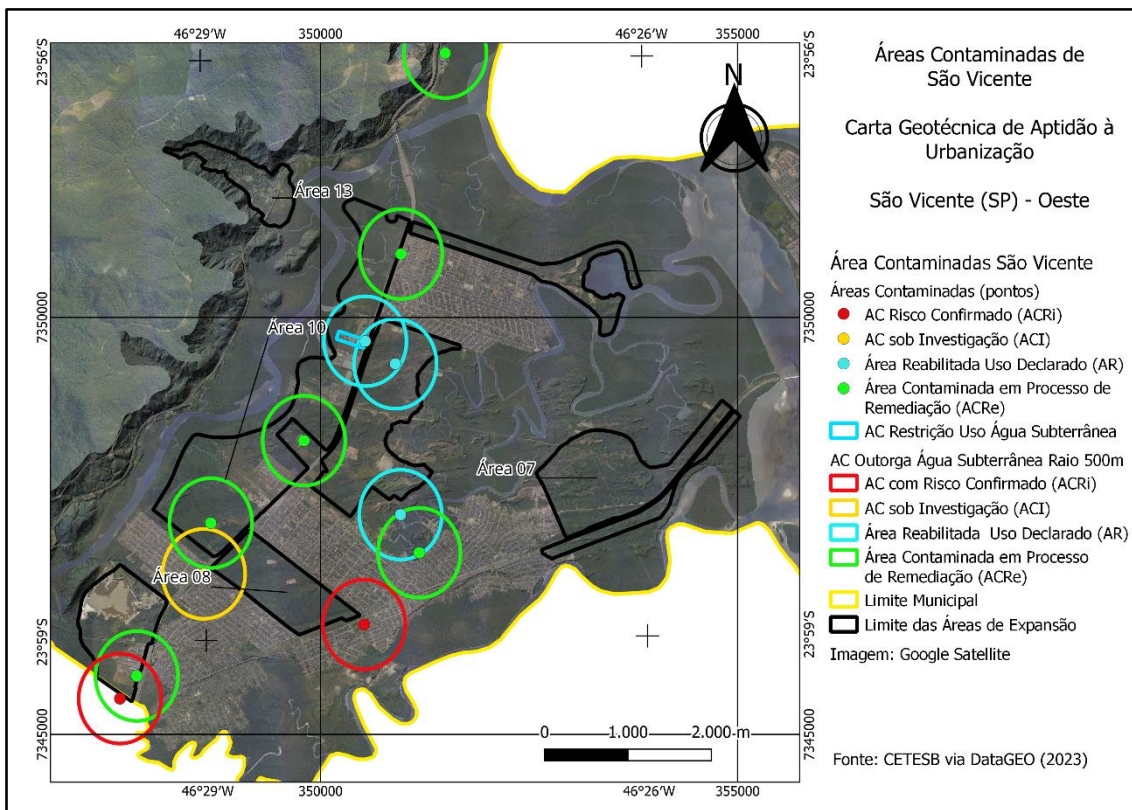 46°29'W
350000
46°26'W
355000
23°56'S
23°56'S
N
Área 13
7350000
7350000
Área 10
Área 07
Área 08
23°59'S
23°59'S
7345000
7345000
0 1.000 2.000 m
46°29'W
350000
46°26'W
355000
Áreas Contaminadas de
São Vicente
Carta Geotécnica de Aptidão à
Urbanização
São Vicente (SP) - Oeste
Área Contaminadas São Vicente
Áreas Contaminadas (pontos)
AC Risco Confirmado (ACRi)
AC sob Investigação (ACI)
Área Reabilitada Uso Declarado (AR)
Área Contaminada em Processo de
Remediação (ACRe)
AC Restrição Uso Água Subterrânea
AC Outorga Água Subterrânea Raio 500m
AC com Risco Confirmado (ACRi)
AC sob Investigação (ACI)
Área Reabilitada Uso Declarado (AR)
Área Contaminada em Processo
de Remediação (ACRe)
Limite Municipal
Limite das Áreas de Expansão
Imagem: Google Satellite
Fonte: CETESB via DataGEO (2023)